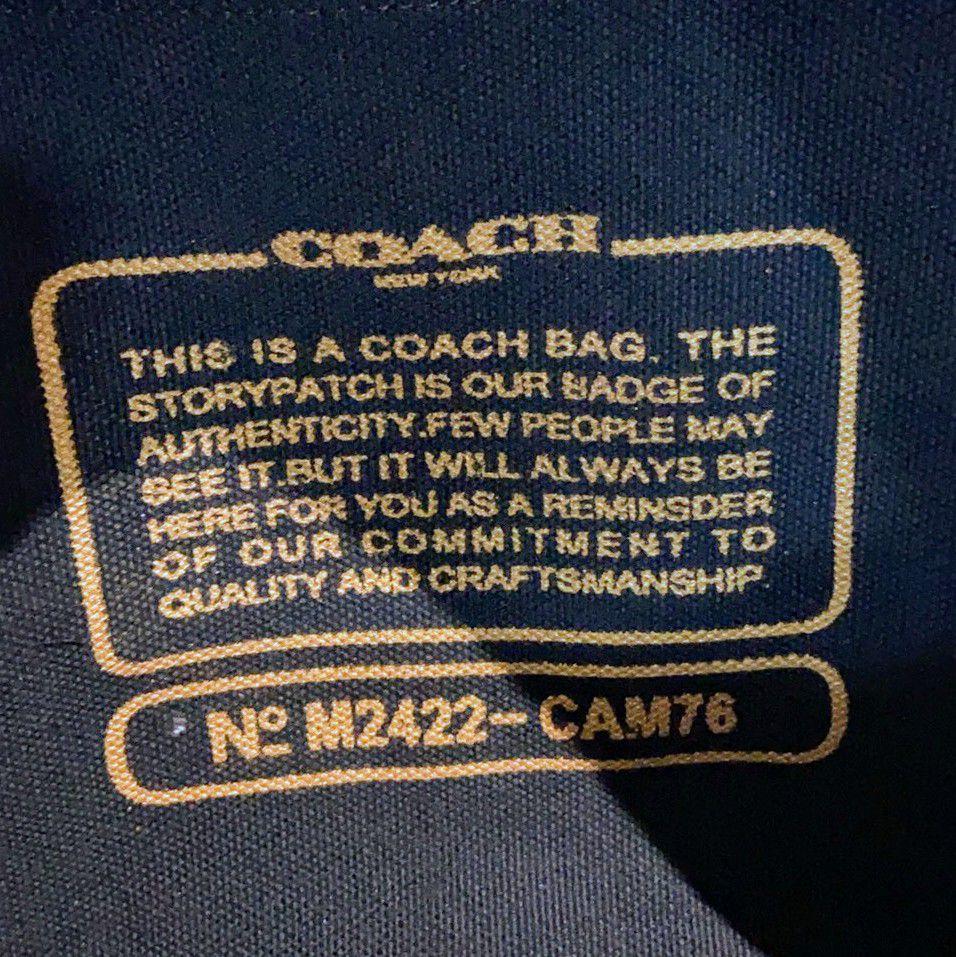 COACH
NEW YORK
THIS IS A COACH BAG. THE
STORYPATCH IS OUR BADGE OF
AUTHENTICITY.FEW PEOPLE MAY
SEE IT.BUT IT WILL ALWAYS BE
HERE FOR YOU AS A REMINSDER
OF OUR COMMITMENT TO
QUALITY AND CRAFTSMANSHIP.
Nº M2422-CAM76